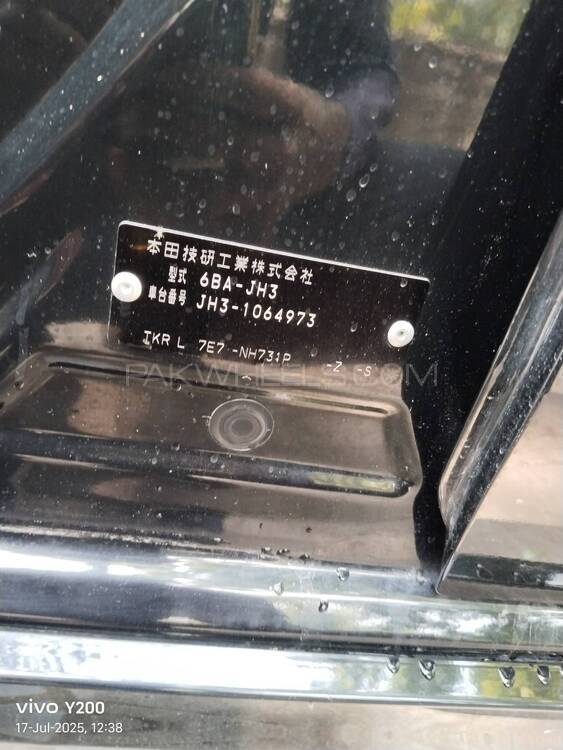 本田技研工業株式会社
型式 6BA-JH3
車台番号 JH3-1064973
TKR L 7E7 -NH731P -Z -S
PAKWHEELS.COM
vivo Y200
17-Jul-2025, 12:38